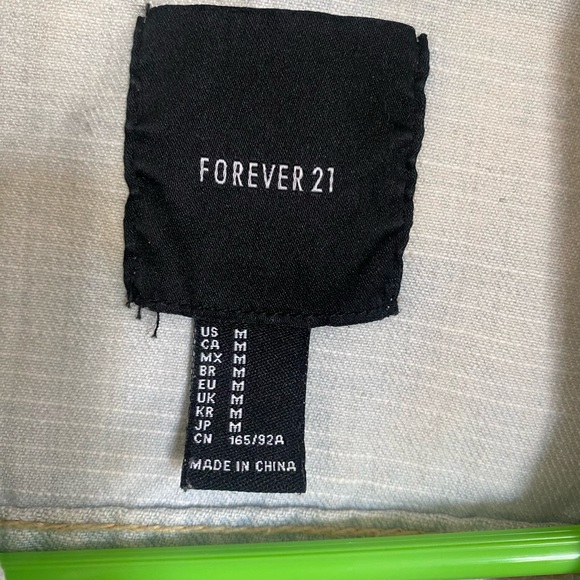 FOREVER 21
US M
CA M
MX M
BR M
EU M
UK M
KR M
JP M
CN 165/92A
MADE IN CHINA